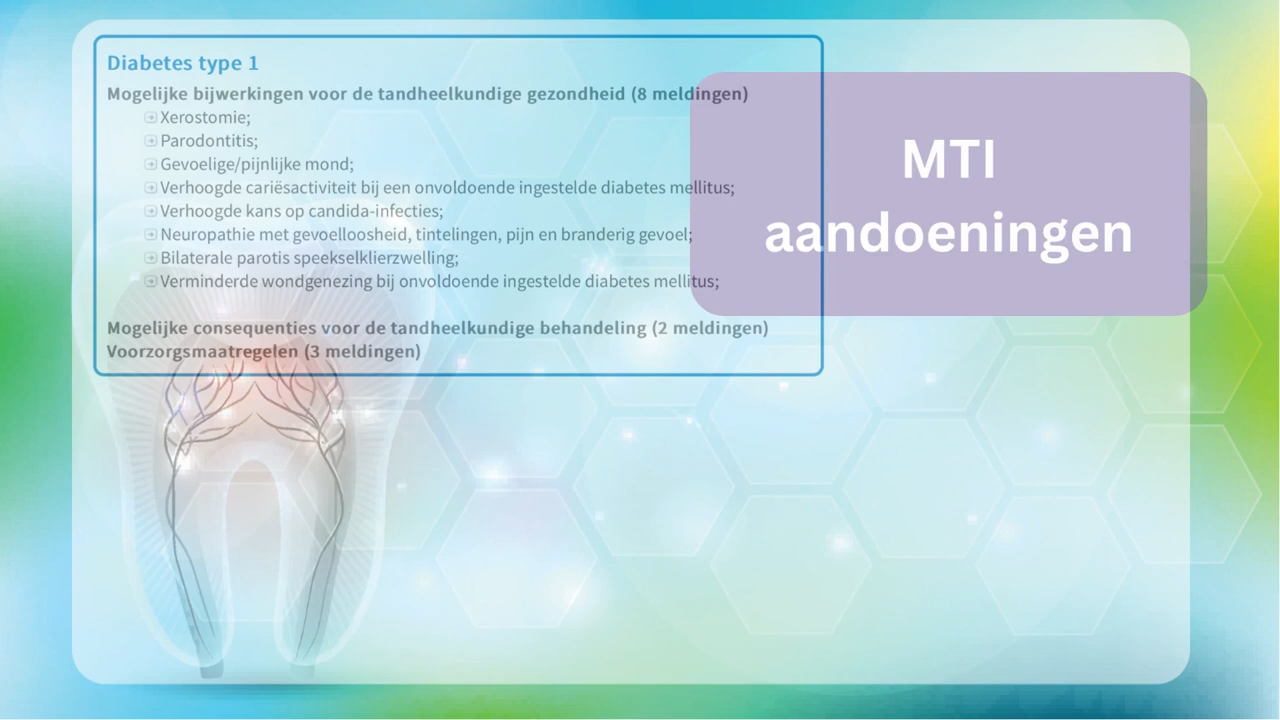 Diabetes type 1
Mogelijke bijwerkingen voor de tandheelkundige gezondheid (8 meldingen)
Xerostomie;
Parodontitis;
Gevoelige/pijnlijke mond;
Verhoogde cariësactiviteit bij een onvoldoende ingestelde diabetes mellitus;
Verhoogde kans op candida-infecties;
Neuropathie met gevoelloosheid, tintelingen, pijn en branderig gevoel;
Bilaterale parotis speekselklierzwelling;
Verminderde wondgenezing bij onvoldoende ingestelde diabetes mellitus;
Mogelijke consequenties voor de tandheelkundige behandeling (2 meldingen)
Voorzorgsmaatregelen (3 meldingen)
MTI
aandoeningen